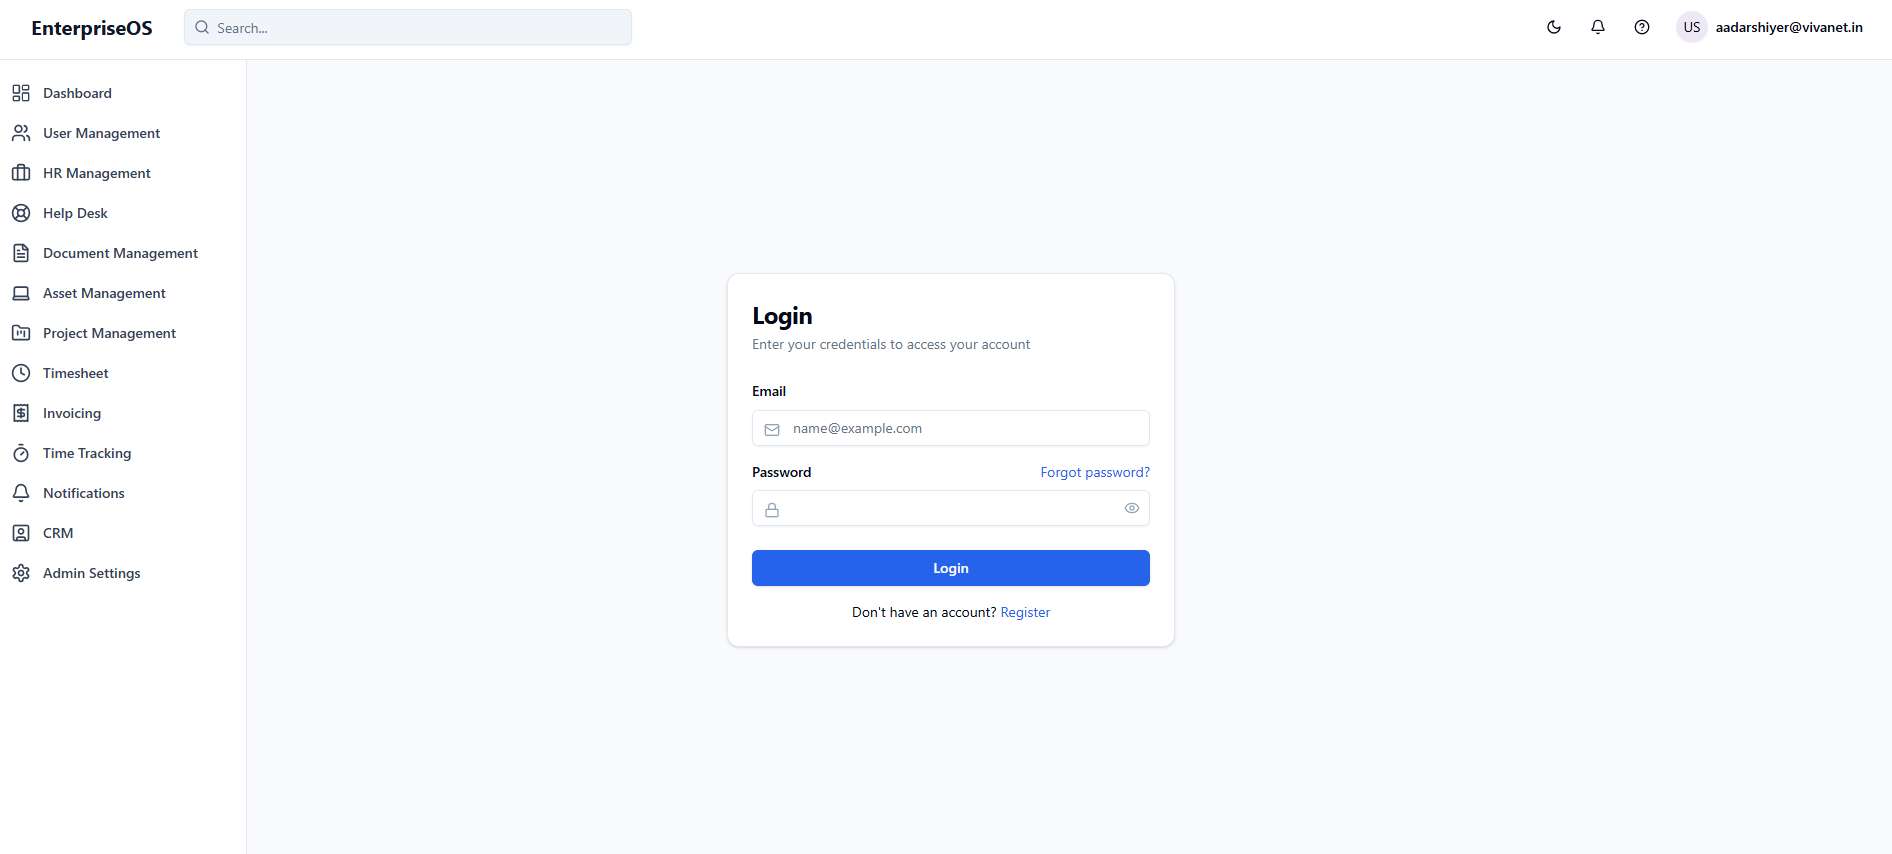 EnterpriseOS
Search...
US
aadarshiyer@vivanet.in
Dashboard
User Management
HR Management
Help Desk
Document Management
Asset Management
Project Management
Timesheet
Invoicing
Time Tracking
Notifications
CRM
Admin Settings
Login
Enter your credentials to access your account
Email
name@example.com
Password
Forgot password?
Login
Don't have an account? Register